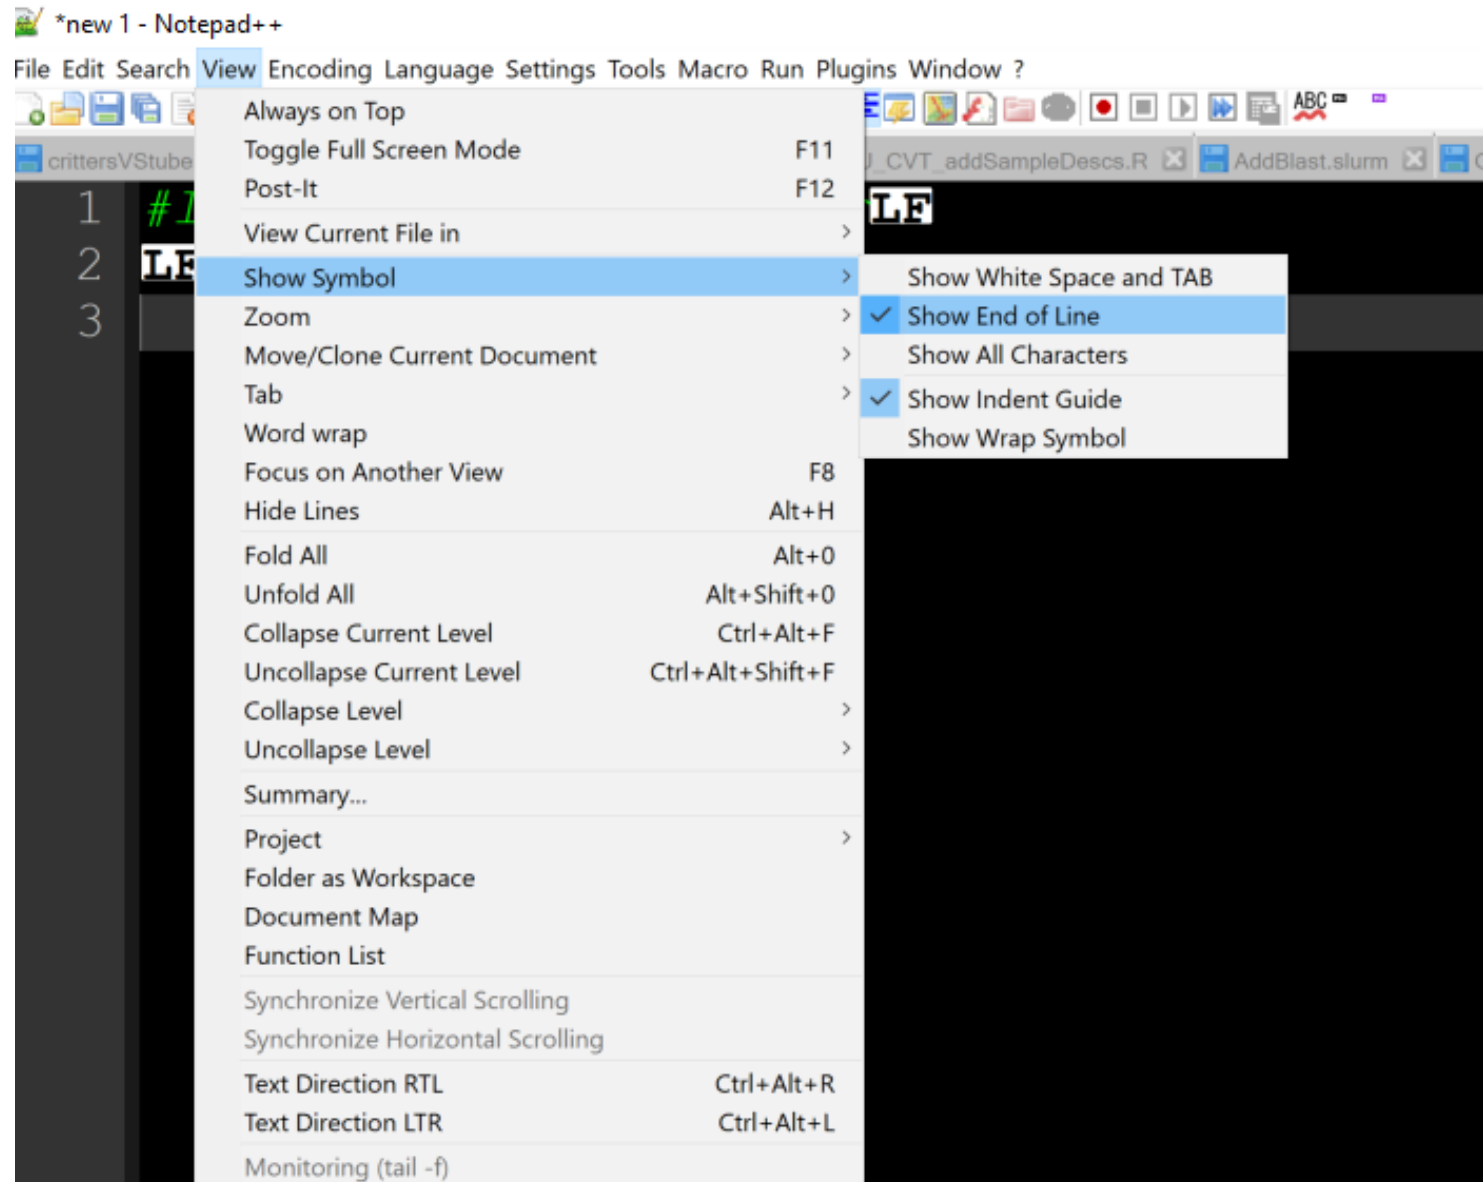 *new 1 - Notepad++
File Edit Search View Encoding Language Settings Tools Macro Run Plugins Window ?
ABC
crittersVStube
_CVT_addSampleDescs.R
AddBlast.slurm
1 # LF
2 LF
3
Always on Top
Toggle Full Screen Mode F11
Post-It F12
View Current File in
Show Symbol
Zoom
Move/Clone Current Document
Tab
Word wrap
Focus on Another View F8
Hide Lines Alt+H
Fold All Alt+0
Unfold All Alt+Shift+0
Collapse Current Level Ctrl+Alt+F
Uncollapse Current Level Ctrl+Alt+Shift+F
Collapse Level
Uncollapse Level
Summary...
Project
Folder as Workspace
Document Map
Function List
Synchronize Vertical Scrolling
Synchronize Horizontal Scrolling
Text Direction RTL Ctrl+Alt+R
Text Direction LTR Ctrl+Alt+L
Monitoring (tail -f)
Show White Space and TAB
Show End of Line
Show All Characters
Show Indent Guide
Show Wrap Symbol